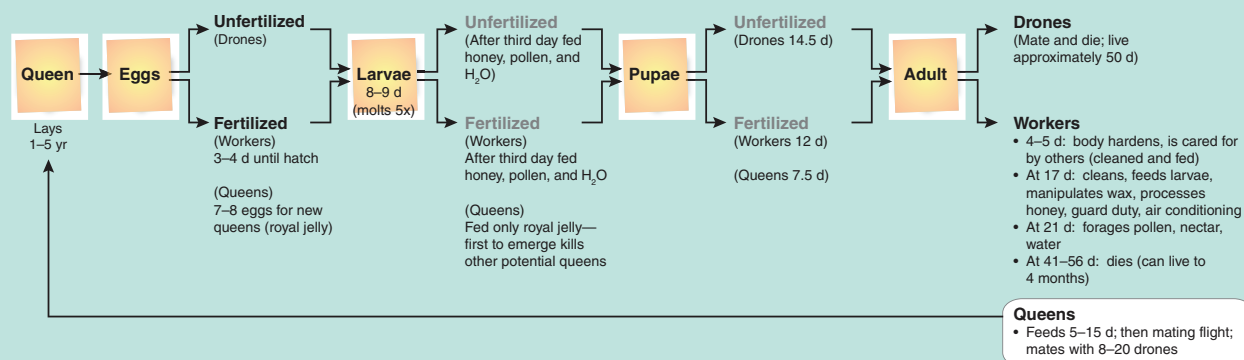 Queen
Lays
1–5 yr
Eggs
Unfertilized
(Drones)
Fertilized
(Workers)
3–4 d until hatch
(Queens)
7–8 eggs for new
queens (royal jelly)
Larvae
8–9 d
(molts 5x)
Unfertilized
(After third day fed
honey, pollen, and
H₂O)
Fertilized
(Workers)
After third day fed
honey, pollen, and H₂O
(Queens)
Fed only royal jelly—
first to emerge kills
other potential queens
Pupae
Unfertilized
(Drones 14.5 d)
Fertilized
(Workers 12 d)
(Queens 7.5 d)
Adult
Drones
(Mate and die; live
approximately 50 d)
Workers
• 4–5 d: body hardens, is cared for
by others (cleaned and fed)
• At 17 d: cleans, feeds larvae,
manipulates wax, processes
honey, guard duty, air conditioning
• At 21 d: forages pollen, nectar,
water
• At 41–56 d: dies (can live to
4 months)
Queens
• Feeds 5–15 d; then mating flight;
mates with 8–20 drones